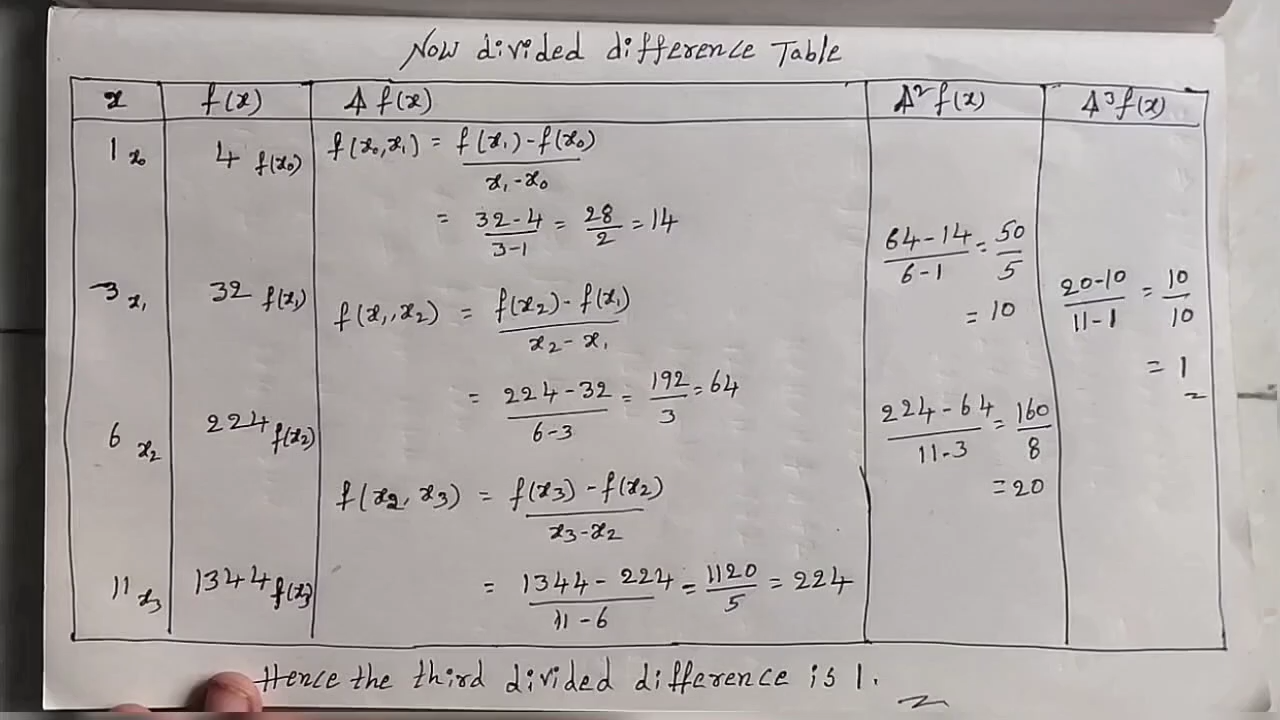 Now divided difference Table
x f(x) Δ f(x) Δ² f(x) Δ³ f(x)
1 x₀ 4 f(x₀) f(x₀, x₁) = f(x₁) - f(x₀) / x₁ - x₀
= 32 - 4 / 3 - 1 = 28 / 2 = 14
64 - 14 / 6 - 1 = 50 / 5
= 10
3 x₁ 32 f(x₁) f(x₁, x₂) = f(x₂) - f(x₁) / x₂ - x₁
20 - 10 / 11 - 1 = 10 / 10
= 1
= 224 - 32 / 6 - 3 = 192 / 3 = 64
6 x₂ 224 f(x₂)
224 - 64 / 11 - 3 = 160 / 8
= 20
f(x₂, x₃) = f(x₃) - f(x₂) / x₃ - x₂
11 x₃ 1344 f(x₃) = 1344 - 224 / 11 - 6 = 1120 / 5 = 224
Hence the third divided difference is 1.